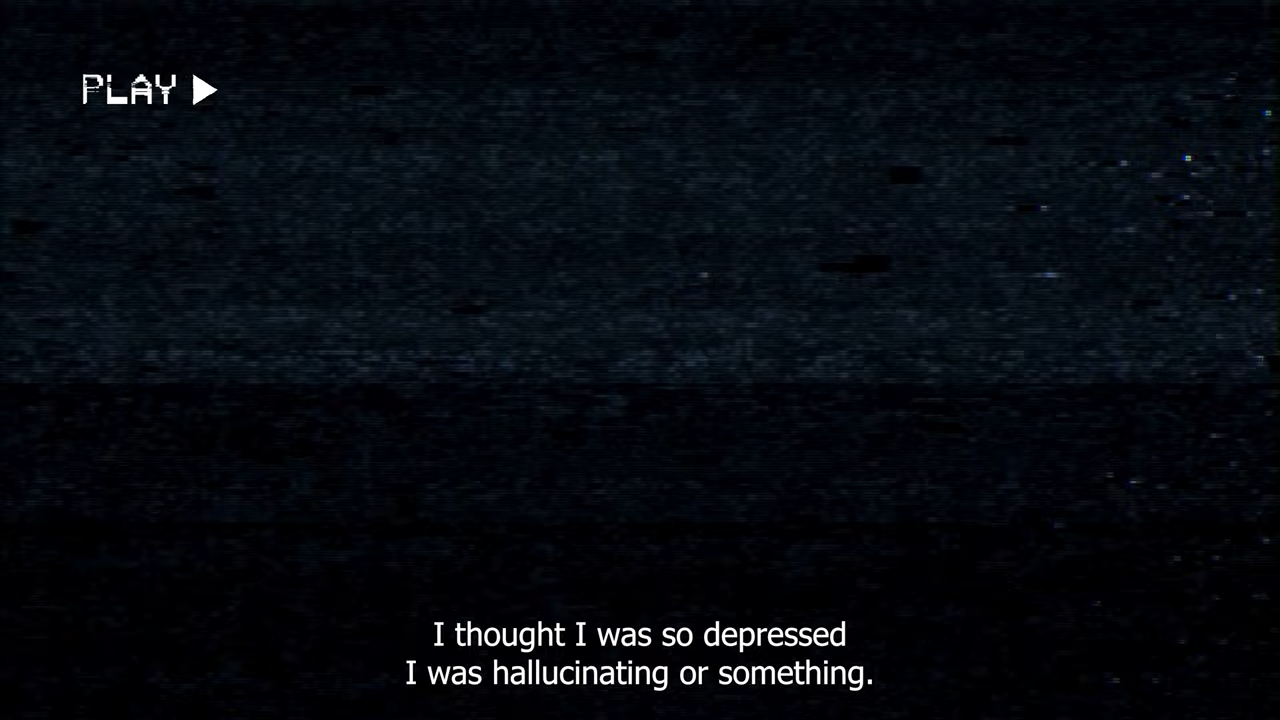 PLAY
I thought I was so depressed
I was hallucinating or something.